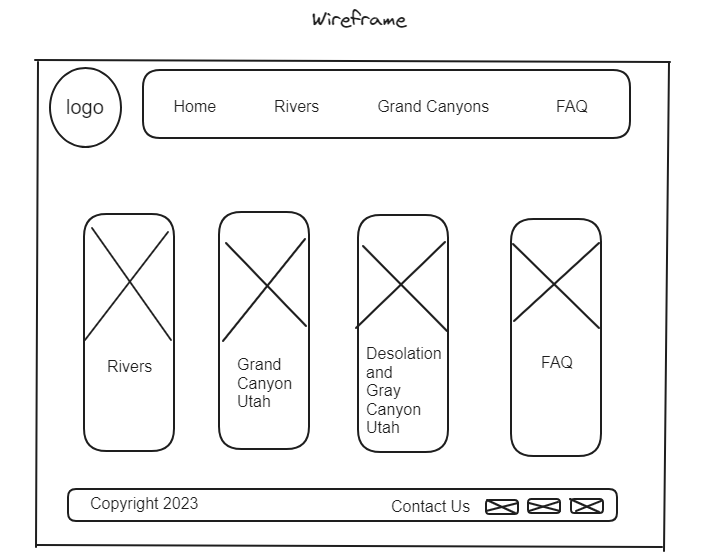 Wireframe
logo
Home Rivers Grand Canyons FAQ
Rivers
Grand
Canyon
Utah
Desolation
and
Gray
Canyon
Utah
FAQ
Copyright 2023 Contact Us